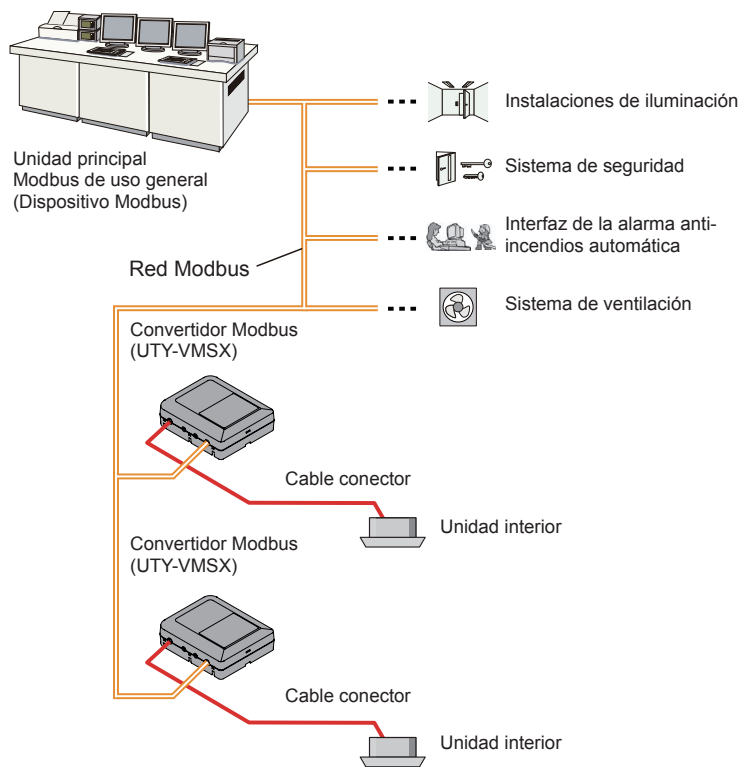 Instalaciones de iluminación
Unidad principal
Modbus de uso general
(Dispositivo Modbus)
Sistema de seguridad
Interfaz de la alarma anti-
incendios automática
Red Modbus
Sistema de ventilación
Convertidor Modbus
(UTY-VMSX)
Cable conector
Unidad interior
Convertidor Modbus
(UTY-VMSX)
Cable conector
Unidad interior